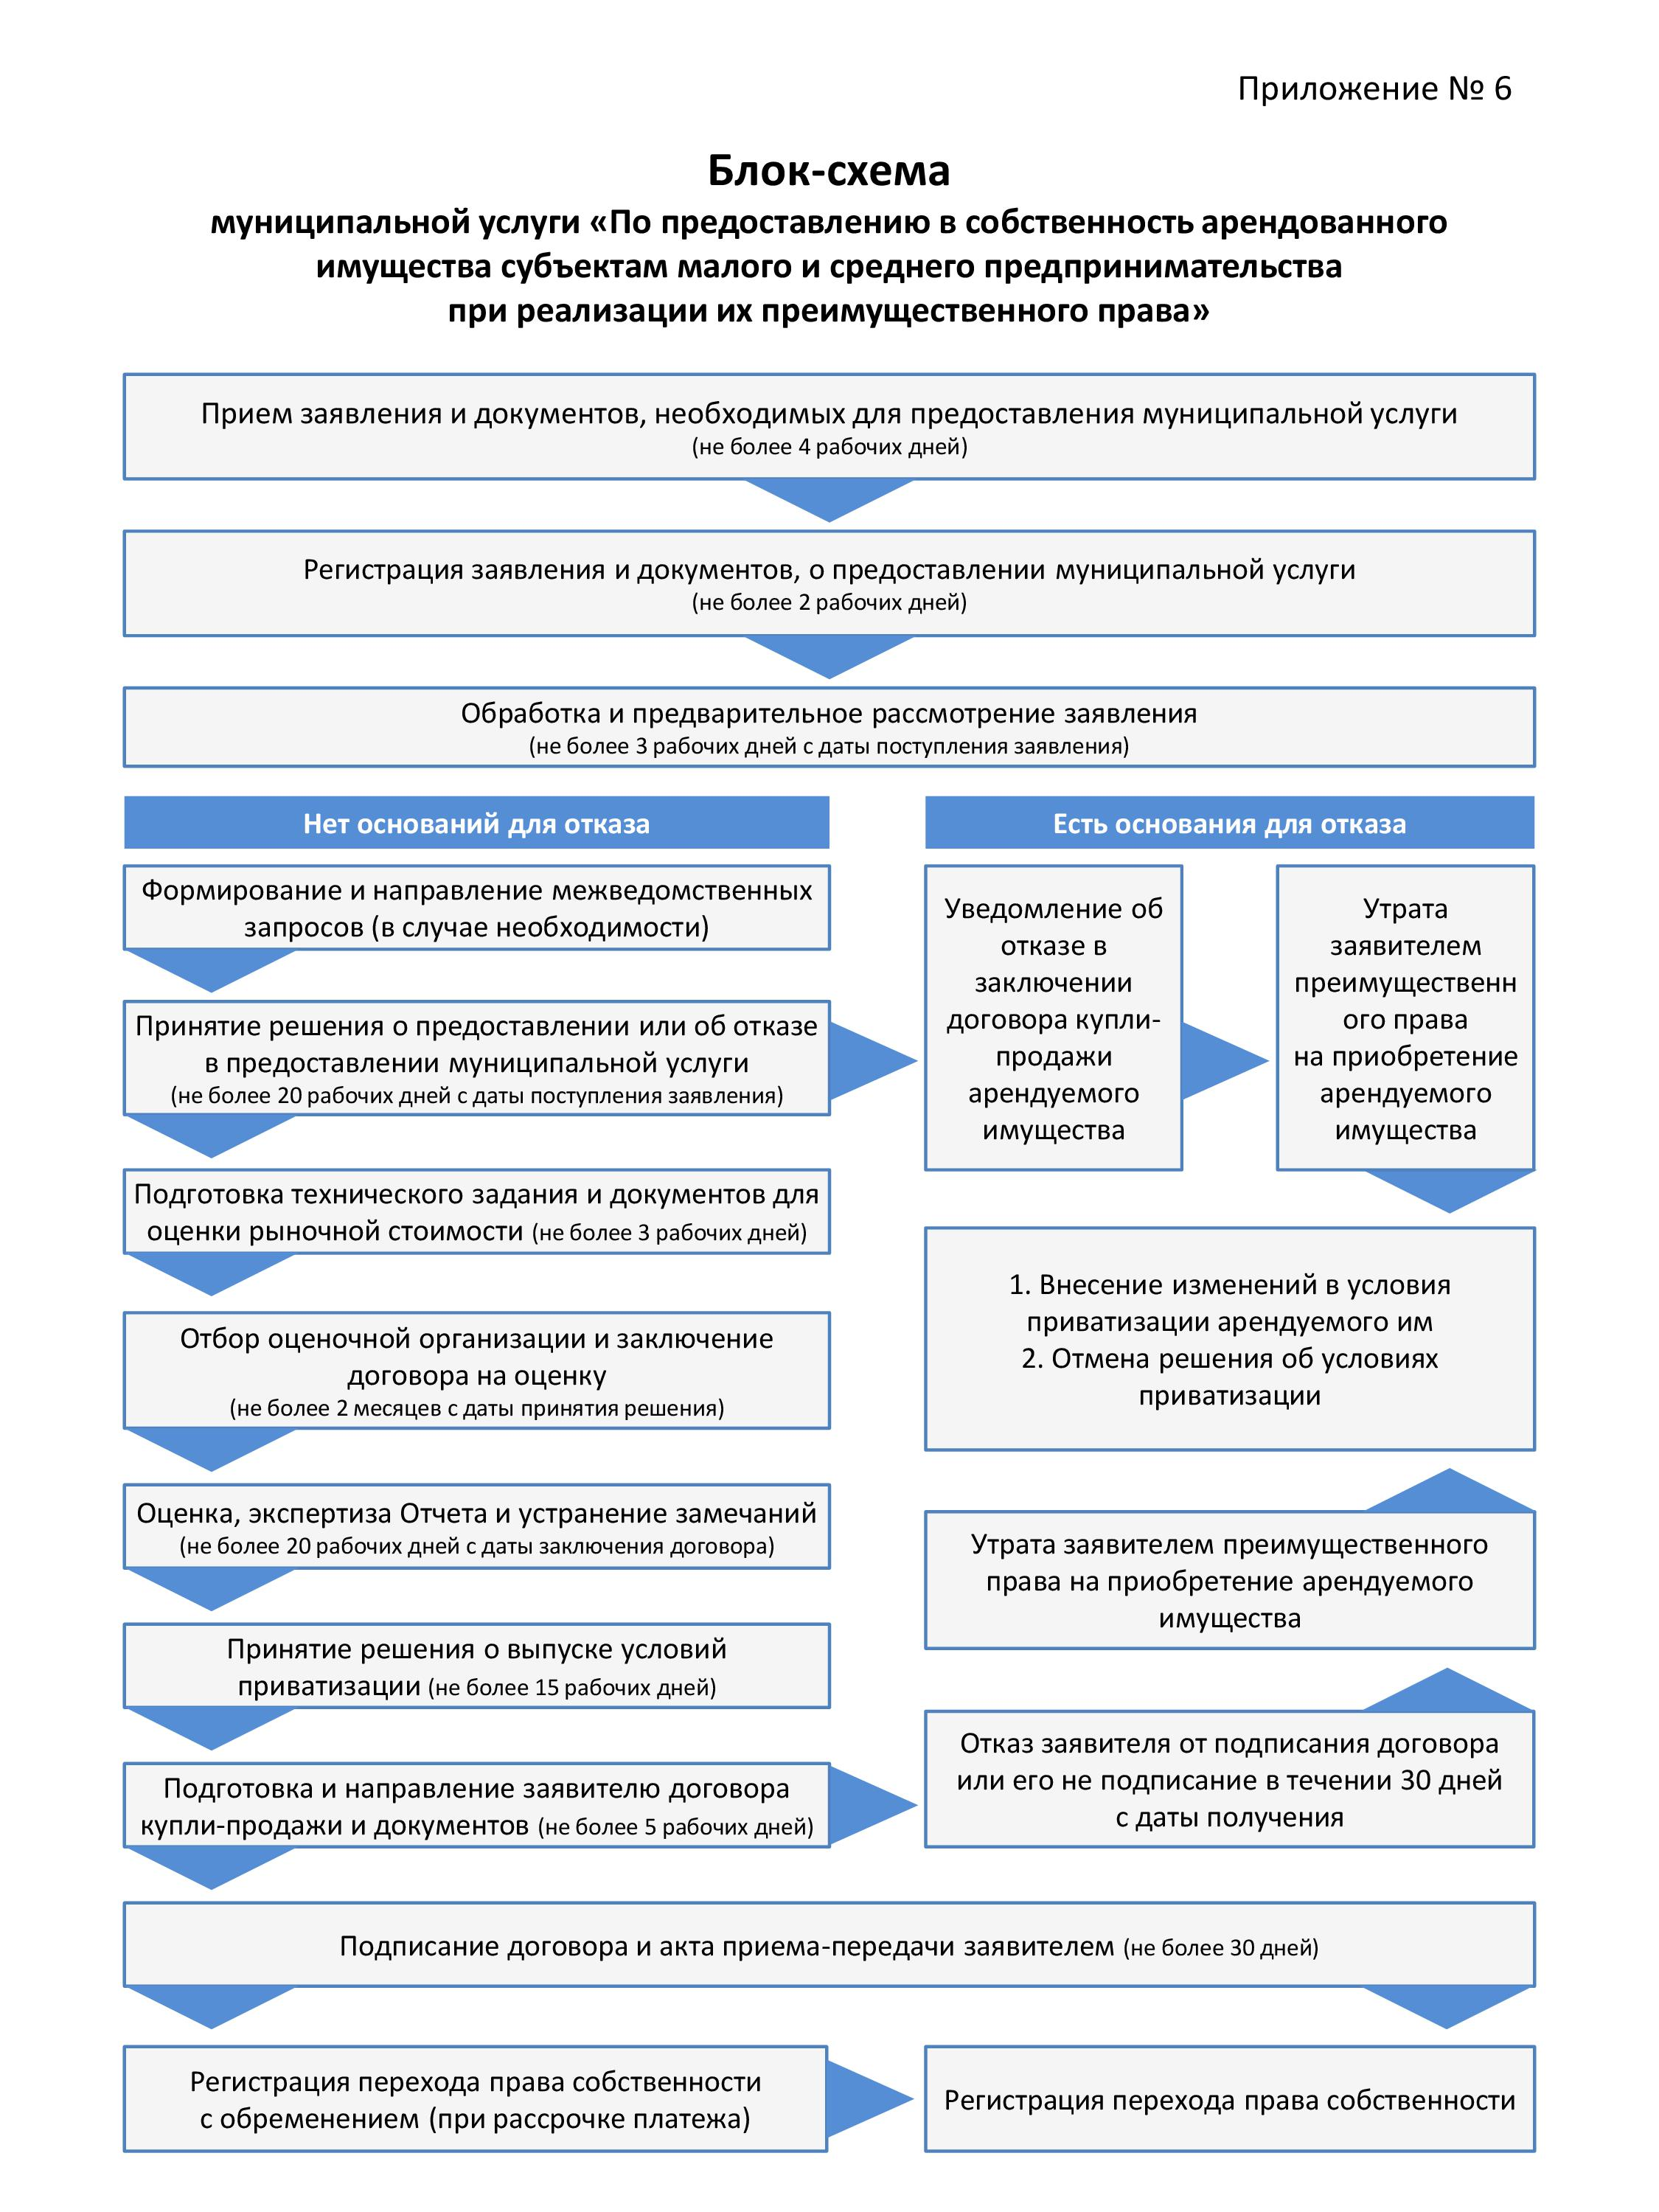 Приложение № 6
Блок-схема
муниципальной услуги «По предоставлению в собственность арендованного
имущества субъектам малого и среднего предпринимательства
при реализации их преимущественного права»
Прием заявления и документов, необходимых для предоставления муниципальной услуги
(не более 4 рабочих дней)
Регистрация заявления и документов, о предоставлении муниципальной услуги
(не более 2 рабочих дней)
Обработка и предварительное рассмотрение заявления
(не более 3 рабочих дней с даты поступления заявления)
Нет оснований для отказа
Формирование и направление межведомственных
запросов (в случае необходимости)
Принятие решения о предоставлении или об отказе
в предоставлении муниципальной услуги
(не более 20 рабочих дней с даты поступления заявления)
Подготовка технического задания и документов для
оценки рыночной стоимости (не более 3 рабочих дней)
Отбор оценочной организации и заключение
договора на оценку
(не более 2 месяцев с даты принятия решения)
Оценка, экспертиза Отчета и устранение замечаний
(не более 20 рабочих дней с даты заключения договора)
Принятие решения о выпуске условий
приватизации (не более 15 рабочих дней)
Подготовка и направление заявителю договора
купли-продажи и документов (не более 5 рабочих дней)
Есть основания для отказа
Уведомление об
отказе в
заключении
договора купли-
продажи
арендуемого
имущества
Утрата
заявителем
преимущественн
ого права
на приобретение
арендуемого
имущества
1. Внесение изменений в условия
приватизации арендуемого им
2. Отмена решения об условиях
приватизации
Утрата заявителем преимущественного
права на приобретение арендуемого
имущества
Отказ заявителя от подписания договора
или его не подписание в течении 30 дней
с даты получения
Подписание договора и акта приема-передачи заявителем (не более 30 дней)
Регистрация перехода права собственности
с обременением (при рассрочке платежа)
Регистрация перехода права собственности